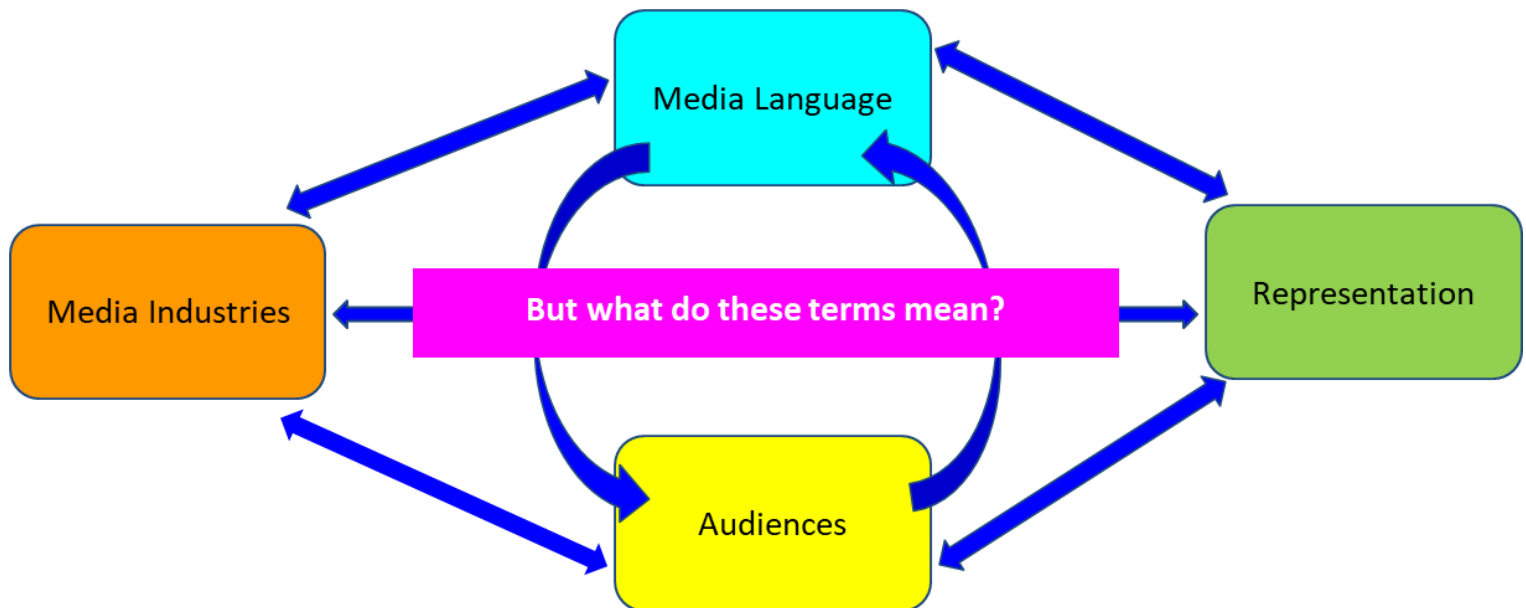 Media Language
Media Industries
But what do these terms mean?
Representation
Audiences